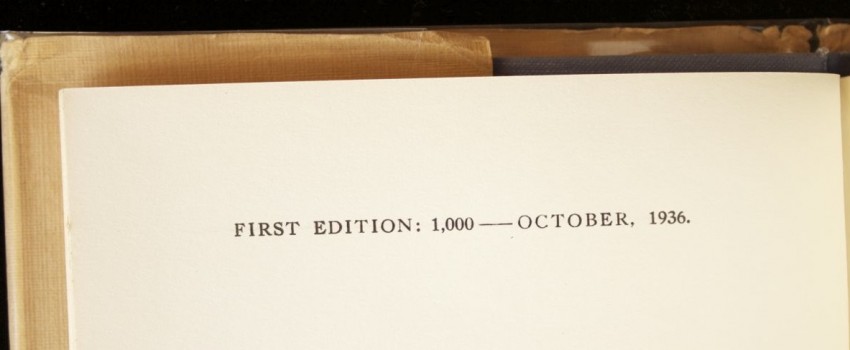 FIRST EDITION: 1,000——OCTOBER, 1936.